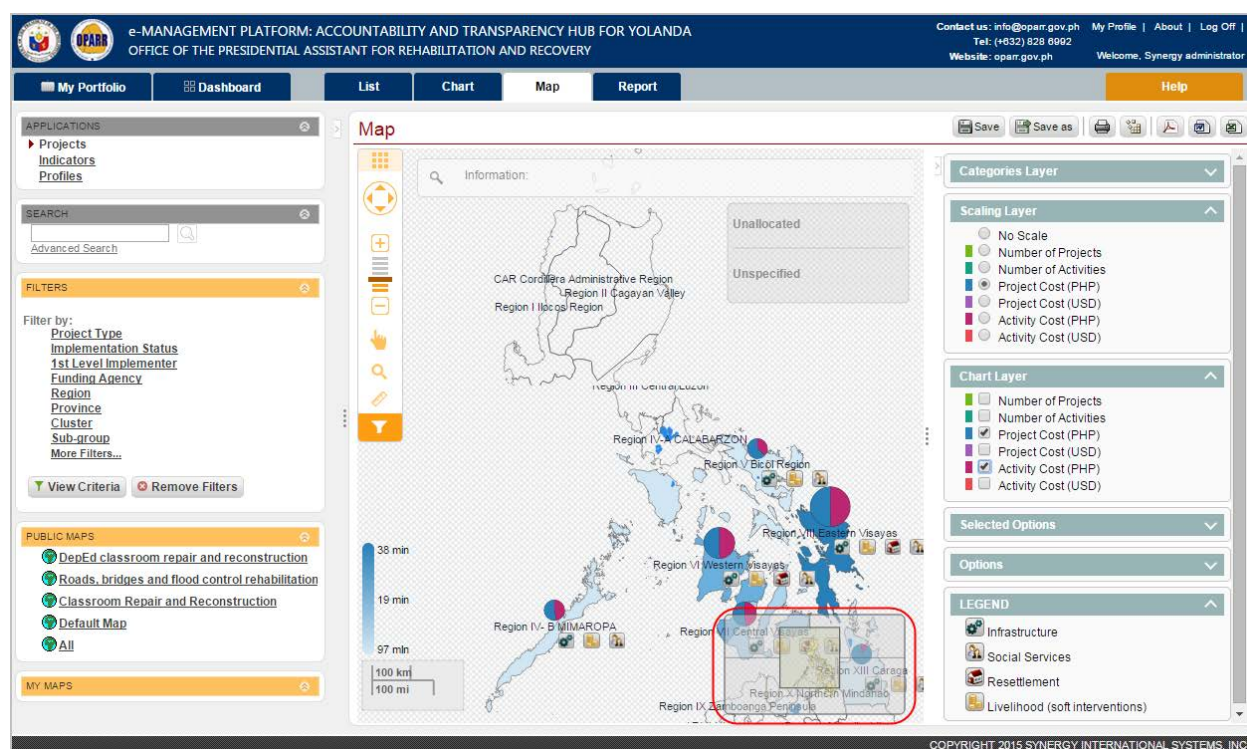 e-MANAGEMENT PLATFORM: ACCOUNTABILITY AND TRANSPARENCY HUB FOR YOLANDA
OFFICE OF THE PRESIDENTIAL ASSISTANT FOR REHABILITATION AND RECOVERY
OPARR
Contact us: info@oparr.gov.ph My Profile | About | Log Off |
Tel: (+632) 828 6992
Website: oparr.gov.ph Welcome, Synergy administrator
My Portfolio Dashboard List Chart Map Report Help
APPLICATIONS
Projects
Indicators
Profiles
SEARCH
Advanced Search
FILTERS
Filter by:
Project Type
Implementation Status
1st Level Implementer
Funding Agency
Region
Province
Cluster
Sub-group
More Filters...
View Criteria Remove Filters
PUBLIC MAPS
DepEd classroom repair and reconstruction
Roads, bridges and flood control rehabilitation
Classroom Repair and Reconstruction
Default Map
All
MY MAPS
Map
Save Save as
Information:
Unallocated
Unspecified
CAR Cordillera Administrative Region
Region II Cagayan Valley
Region I Ilocos Region
Region III Central Luzon
Region IV-A CALABARZON
Region V Bicol Region
Region VIII Eastern Visayas
Region VI Western Visayas
Region IV- B MIMAROPA
Region VII Central Visayas
Region XIII Caraga
Region X Northern Mindanao
Region IX Zamboanga Peninsula
38 mln
19 mln
97 mln
100 km
100 mi
Categories Layer
Scaling Layer
No Scale
Number of Projects
Number of Activities
Project Cost (PHP)
Project Cost (USD)
Activity Cost (PHP)
Activity Cost (USD)
Chart Layer
Number of Projects
Number of Activities
Project Cost (PHP)
Project Cost (USD)
Activity Cost (PHP)
Activity Cost (USD)
Selected Options
Options
LEGEND
Infrastructure
Social Services
Resettlement
Livelihood (soft interventions)
COPYRIGHT 2015 SYNERGY INTERNATIONAL SYSTEMS, INC